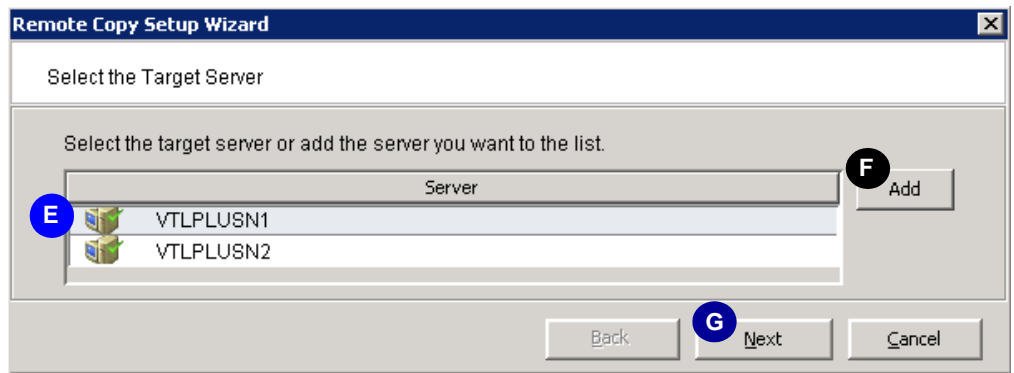 Remote Copy Setup Wizard
Select the Target Server
Select the target server or add the server you want to the list.
Server
F
Add
E
VTLPLUSN1
VTLPLUSN2
Back
G
Next
Cancel